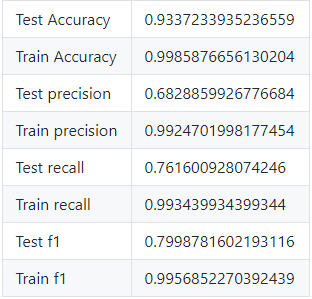 Test Accuracy 0.9337233935236559
Train Accuracy 0.9985876656130204
Test precision 0.6828859926776684
Train precision 0.9924701998177454
Test recall 0.761600928074246
Train recall 0.993439934399344
Test f1 0.7998781602193116
Train f1 0.9956852270392439